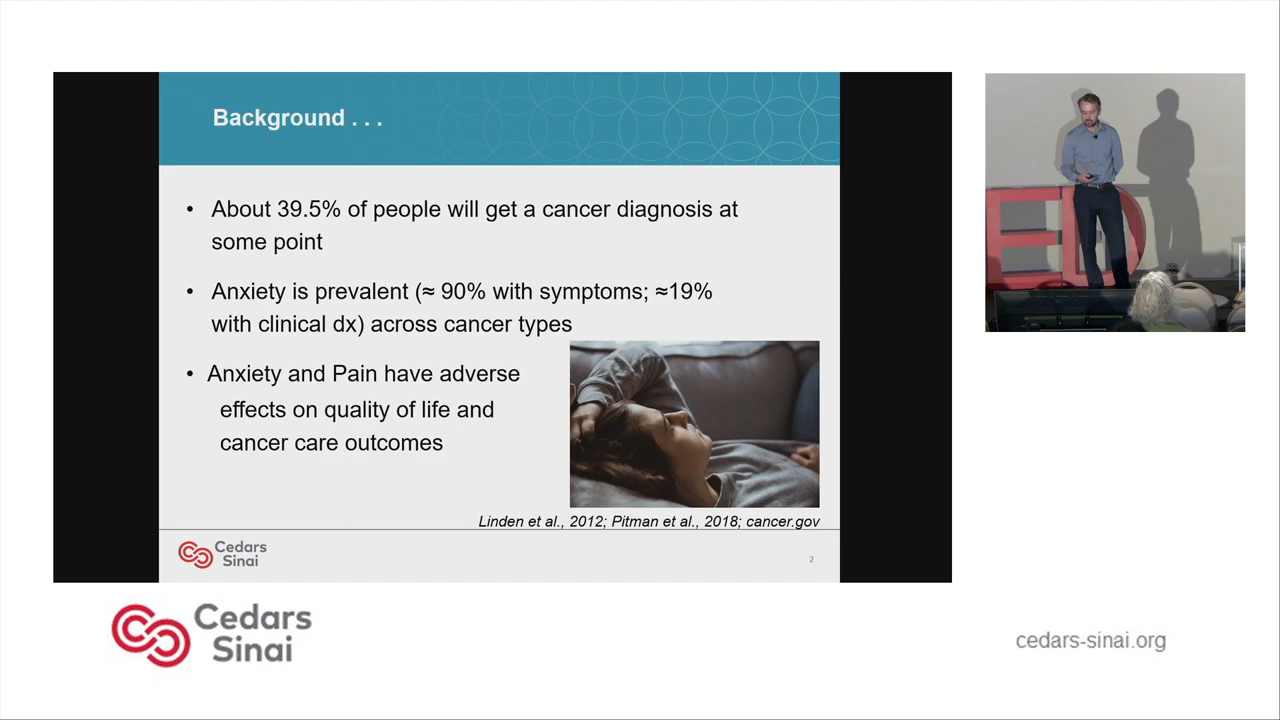 Background . . .
• About 39.5% of people will get a cancer diagnosis at
some point
• Anxiety is prevalent (≈ 90% with symptoms; ≈19%
with clinical dx) across cancer types
• Anxiety and Pain have adverse
effects on quality of life and
cancer care outcomes
Linden et al., 2012; Pitman et al., 2018; cancer.gov
Cedars
Sinai
2
ED
Cedars
Sinai
cedars-sinai.org